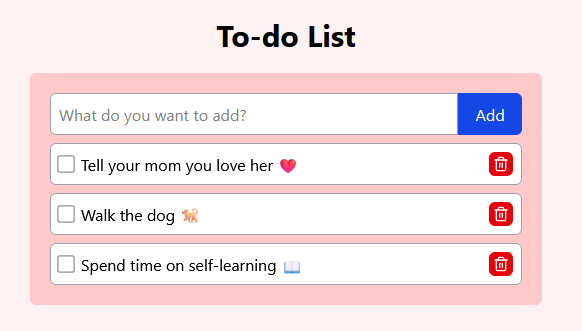 To-do List
What do you want to add?
Add
Tell your mom you love her 💖
Walk the dog 🐕
Spend time on self-learning 📖